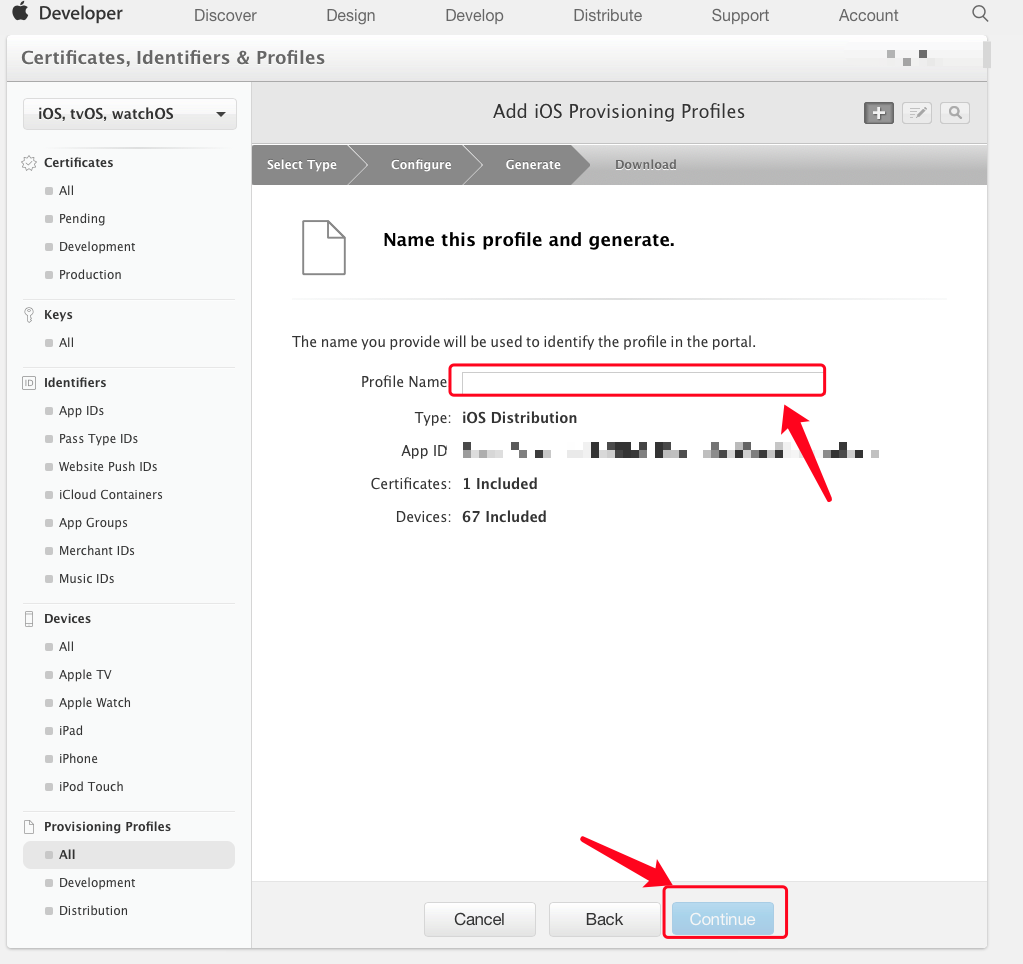 Developer Discover Design Develop Distribute Support Account
Certificates, Identifiers & Profiles
iOS, tvOS, watchOS
Certificates
All
Pending
Development
Production
Keys
All
ID Identifiers
App IDs
Pass Type IDs
Website Push IDs
iCloud Containers
App Groups
Merchant IDs
Music IDs
Devices
All
Apple TV
Apple Watch
iPad
iPhone
iPod Touch
Provisioning Profiles
All
Development
Distribution
Add iOS Provisioning Profiles
Select Type Configure Generate Download
Name this profile and generate.
The name you provide will be used to identify the profile in the portal.
Profile Name
Type: iOS Distribution
App ID
Certificates: 1 Included
Devices: 67 Included
Cancel Back Continue